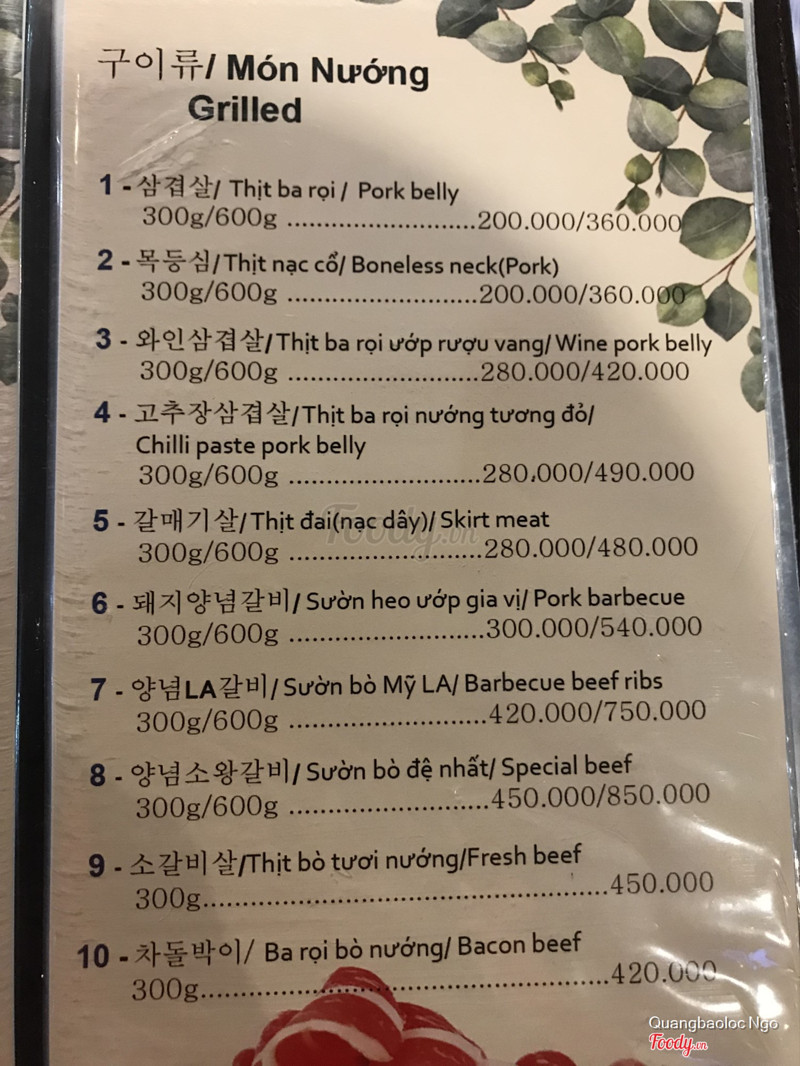 구이류/ Món Nướng
Grilled
1 - 삼겹살/ Thịt ba rọi / Pork belly
300g/600g ..........................200.000/360.000
2 - 목등심/Thịt nạc cổ/ Boneless neck(Pork)
300g/600g ..........................200.000/360.000
3 - 와인삼겹살/Thịt ba rọi ướp rượu vang/ Wine pork belly
300g/600g ..........................280.000/420.000
4 - 고추장삼겹살/Thịt ba rọi nướng tương đỏ/
Chilli paste pork belly
300g/600g ..........................280.000/490.000
5 - 갈매기살/Thịt đai(nạc dây)/ Skirt meat
300g/600g ..........................280.000/480.000
6 - 돼지양념갈비/ Sườn heo ướp gia vị/ Pork barbecue
300g/600g ..........................300.000/540.000
7 - 양념LA갈비/ Sườn bò Mỹ LA/ Barbecue beef ribs
300g/600g ..........................420.000/750.000
8 - 양념소왕갈비/ Sườn bò đệ nhất/ Special beef
300g/600g ..........................450.000/850.000
9 - 소갈비살/Thịt bò tươi nướng/Fresh beef
300g......................................................450.000
10 - 차돌박이/ Ba rọi bò nướng/ Bacon beef
300g......................................................420.000
Foody.vn
Quangbaoloc Ngo
Foody.vn